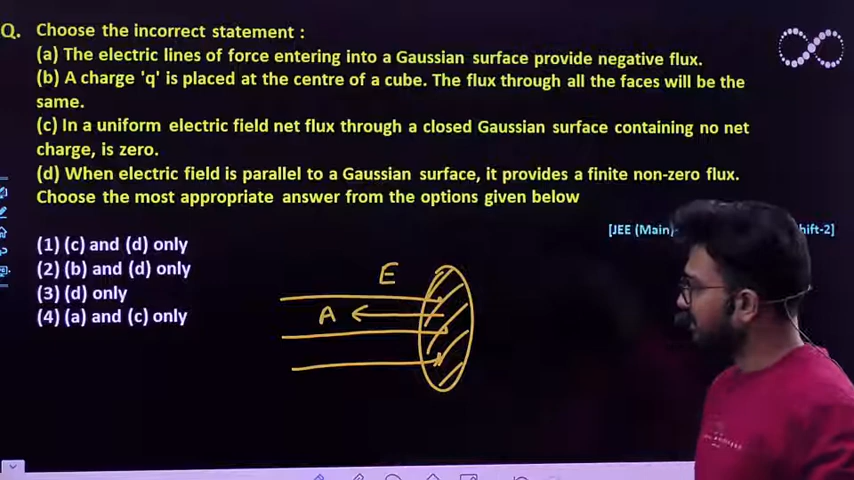 Q. Choose the incorrect statement :
(a) The electric lines of force entering into a Gaussian surface provide negative flux.
(b) A charge 'q' is placed at the centre of a cube. The flux through all the faces will be the
same.
(c) In a uniform electric field net flux through a closed Gaussian surface containing no net
charge, is zero.
(d) When electric field is parallel to a Gaussian surface, it provides a finite non-zero flux.
Choose the most appropriate answer from the options given below
[JEE (Main)- hift-2]
(1) (c) and (d) only
(2) (b) and (d) only
(3) (d) only
(4) (a) and (c) only
E
A